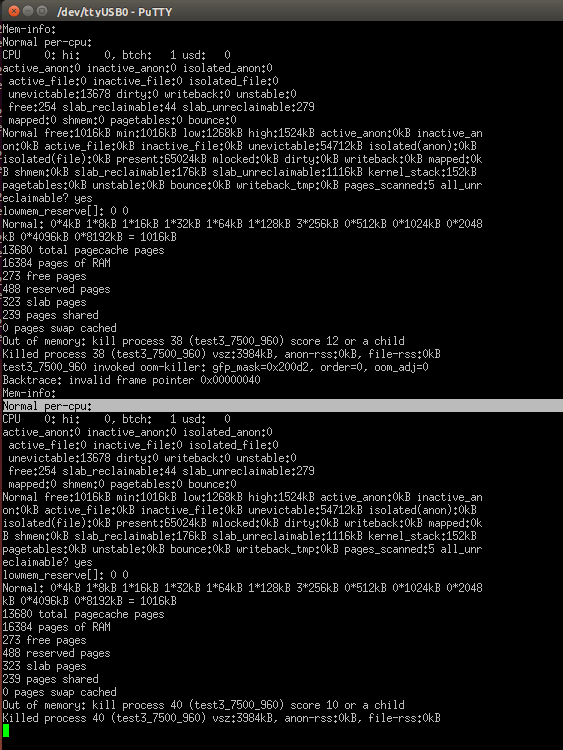 /dev/ttyUSB0 - PuTTY
Mem-info:
Normal per-cpu:
CPU    0: hi:    0, btch:   1 usd:   0
active_anon:0 inactive_anon:0 isolated_anon:0
 active_file:0 inactive_file:0 isolated_file:0
 unevictable:13678 dirty:0 writeback:0 unstable:0
 free:254 slab_reclaimable:44 slab_unreclaimable:279
 mapped:0 shmem:0 pagetables:0 bounce:0
Normal free:1016kB min:1016kB low:1268kB high:1524kB active_anon:0kB inactive_an
on:0kB active_file:0kB inactive_file:0kB unevictable:54712kB isolated(anon):0kB 
isolated(file):0kB present:65024kB mlocked:0kB dirty:0kB writeback:0kB mapped:0k
B shmem:0kB slab_reclaimable:176kB slab_unreclaimable:1116kB kernel_stack:152kB 
pagetables:0kB unstable:0kB bounce:0kB writeback_tmp:0kB pages_scanned:5 all_unr
eclaimable? yes
lowmem_reserve[]: 0 0
Normal: 0*4kB 1*8kB 1*16kB 1*32kB 1*64kB 1*128kB 3*256kB 0*512kB 0*1024kB 0*2048
kB 0*4096kB 0*8192kB = 1016kB
13680 total pagecache pages
16384 pages of RAM
273 free pages
488 reserved pages
323 slab pages
239 pages shared
0 pages swap cached
Out of memory: kill process 38 (test3_7500_960) score 12 or a child
Killed process 38 (test3_7500_960) vsz:3984kB, anon-rss:0kB, file-rss:0kB
test3_7500_960 invoked oom-killer: gfp_mask=0x200d2, order=0, oom_adj=0
Backtrace: invalid frame pointer 0x00000040
Mem-info:
Normal per-cpu:
CPU    0: hi:    0, btch:   1 usd:   0
active_anon:0 inactive_anon:0 isolated_anon:0
 active_file:0 inactive_file:0 isolated_file:0
 unevictable:13678 dirty:0 writeback:0 unstable:0
 free:254 slab_reclaimable:44 slab_unreclaimable:279
 mapped:0 shmem:0 pagetables:0 bounce:0
Normal free:1016kB min:1016kB low:1268kB high:1524kB active_anon:0kB inactive_an
on:0kB active_file:0kB inactive_file:0kB unevictable:54712kB isolated(anon):0kB 
isolated(file):0kB present:65024kB mlocked:0kB dirty:0kB writeback:0kB mapped:0k
B shmem:0kB slab_reclaimable:176kB slab_unreclaimable:1116kB kernel_stack:152kB 
pagetables:0kB unstable:0kB bounce:0kB writeback_tmp:0kB pages_scanned:5 all_unr
eclaimable? yes
lowmem_reserve[]: 0 0
Normal: 0*4kB 1*8kB 1*16kB 1*32kB 1*64kB 1*128kB 3*256kB 0*512kB 0*1024kB 0*2048
kB 0*4096kB 0*8192kB = 1016kB
13680 total pagecache pages
16384 pages of RAM
273 free pages
488 reserved pages
323 slab pages
239 pages shared
0 pages swap cached
Out of memory: kill process 40 (test3_7500_960) score 10 or a child
Killed process 40 (test3_7500_960) vsz:3984kB, anon-rss:0kB, file-rss:0kB